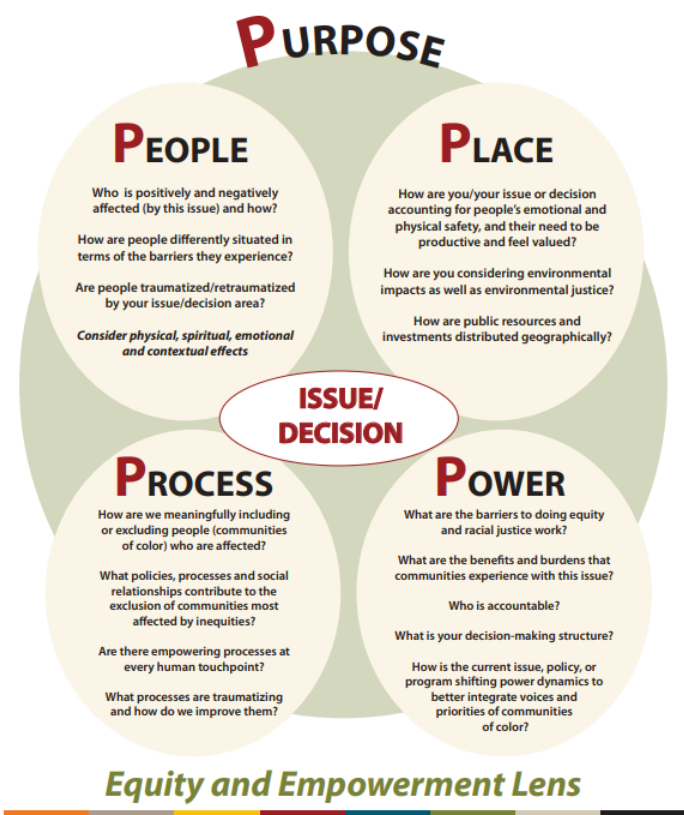 PURPOSE
PEOPLE
Who is positively and negatively
affected (by this issue) and how?
How are people differently situated in
terms of the barriers they experience?
Are people traumatized/retraumatized
by your issue/decision area?
Consider physical, spiritual, emotional
and contextual effects
PLACE
How are you/your issue or decision
accounting for people's emotional and
physical safety, and their need to be
productive and feel valued?
How are you considering environmental
impacts as well as environmental justice?
How are public resources and
investments distributed geographically?
ISSUE/
DECISION
PROCESS
How are we meaningfully including
or excluding people (communities
of color) who are affected?
What policies, processes and social
relationships contribute to the
exclusion of communities most
affected by inequities?
Are there empowering processes at
every human touchpoint?
What processes are traumatizing
and how do we improve them?
POWER
What are the barriers to doing equity
and racial justice work?
What are the benefits and burdens that
communities experience with this issue?
Who is accountable?
What is your decision-making structure?
How is the current issue, policy, or
program shifting power dynamics to
better integrate voices and
priorities of communities
of color?
Equity and Empowerment Lens